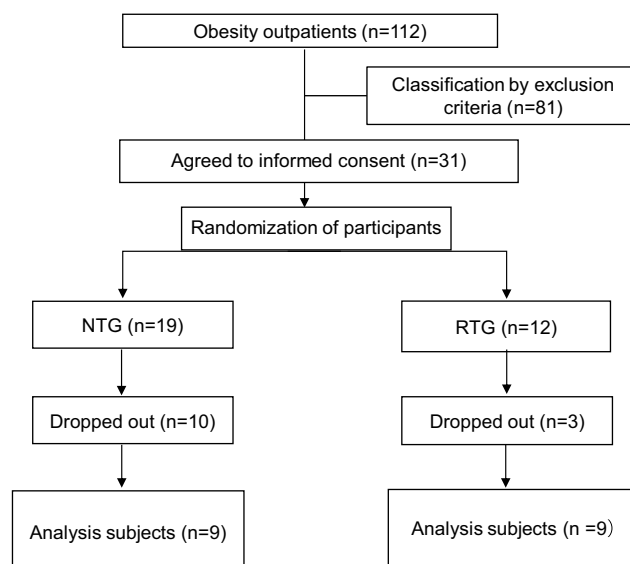 Obesity outpatients (n=112)
Classification by exclusion
criteria (n=81)
Agreed to informed consent (n=31)
Randomization of participants
NTG (n=19)
RTG (n=12)
Dropped out (n=10)
Dropped out (n=3)
Analysis subjects (n=9)
Analysis subjects (n =9）